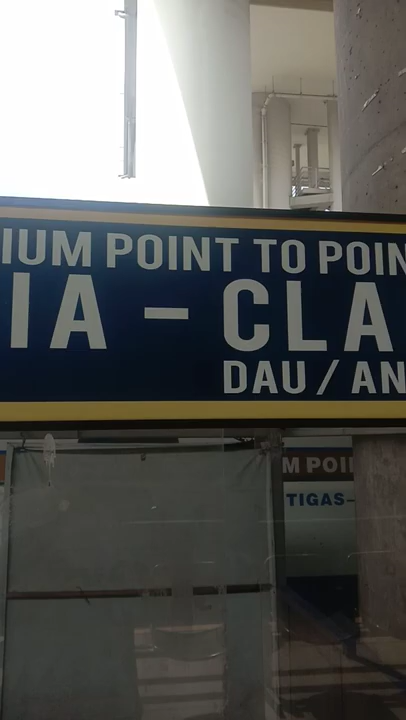 IUM POINT TO POIN
IA - CLA
DAU / AN
M POI
TIGAS-